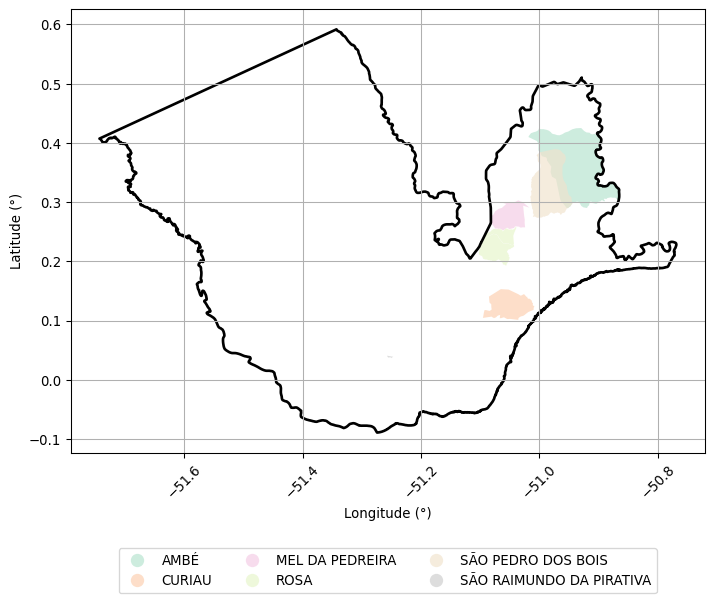 0.6
0.5
0.4
0.3
0.2
0.1
0.0
−0.1
Latitude (°)
−51.6
−51.4
−51.2
−51.0
−50.8
Longitude (°)
AMBÉ
CURIAU
MEL DA PEDREIRA
ROSA
SÃO PEDRO DOS BOIS
SÃO RAIMUNDO DA PIRATIVA